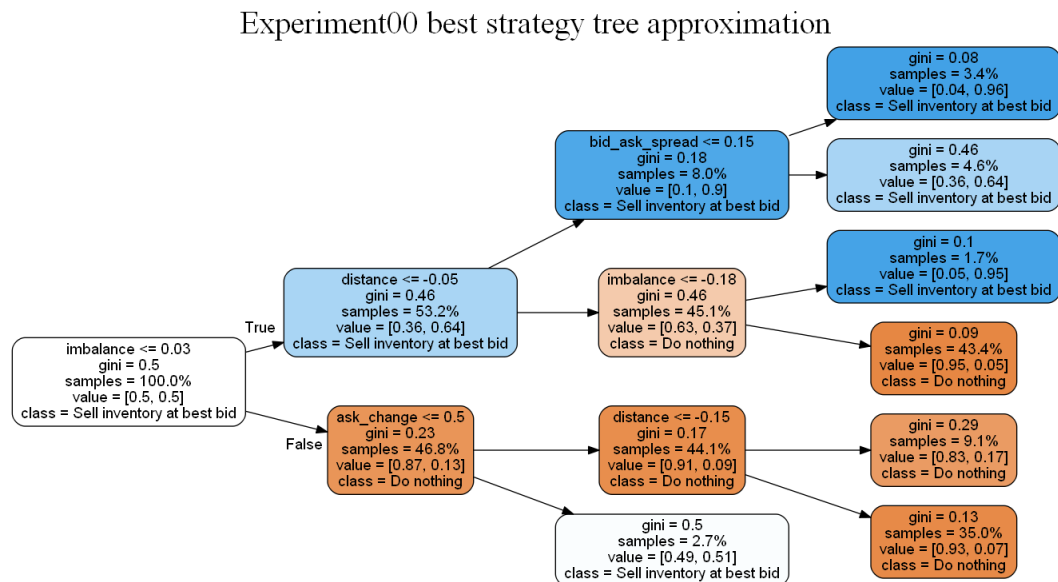 Experiment00 best strategy tree approximation
gini = 0.08
samples = 3.4%
value = [0.04, 0.96]
class = Sell inventory at best bid
bid_ask_spread <= 0.15
gini = 0.18
samples = 8.0%
value = [0.1, 0.9]
class = Sell inventory at best bid
gini = 0.46
samples = 4.6%
value = [0.36, 0.64]
class = Sell inventory at best bid
gini = 0.1
samples = 1.7%
value = [0.05, 0.95]
class = Sell inventory at best bid
distance <= -0.05
gini = 0.46
samples = 53.2%
value = [0.36, 0.64]
class = Sell inventory at best bid
imbalance <= -0.18
gini = 0.46
samples = 45.1%
value = [0.63, 0.37]
class = Do nothing
True
imbalance <= 0.03
gini = 0.5
samples = 100.0%
value = [0.5, 0.5]
class = Sell inventory at best bid
gini = 0.09
samples = 43.4%
value = [0.95, 0.05]
class = Do nothing
False
ask_change <= 0.5
gini = 0.23
samples = 46.8%
value = [0.87, 0.13]
class = Do nothing
distance <= -0.15
gini = 0.17
samples = 44.1%
value = [0.91, 0.09]
class = Do nothing
gini = 0.29
samples = 9.1%
value = [0.83, 0.17]
class = Do nothing
gini = 0.5
samples = 2.7%
value = [0.49, 0.51]
class = Sell inventory at best bid
gini = 0.13
samples = 35.0%
value = [0.93, 0.07]
class = Do nothing